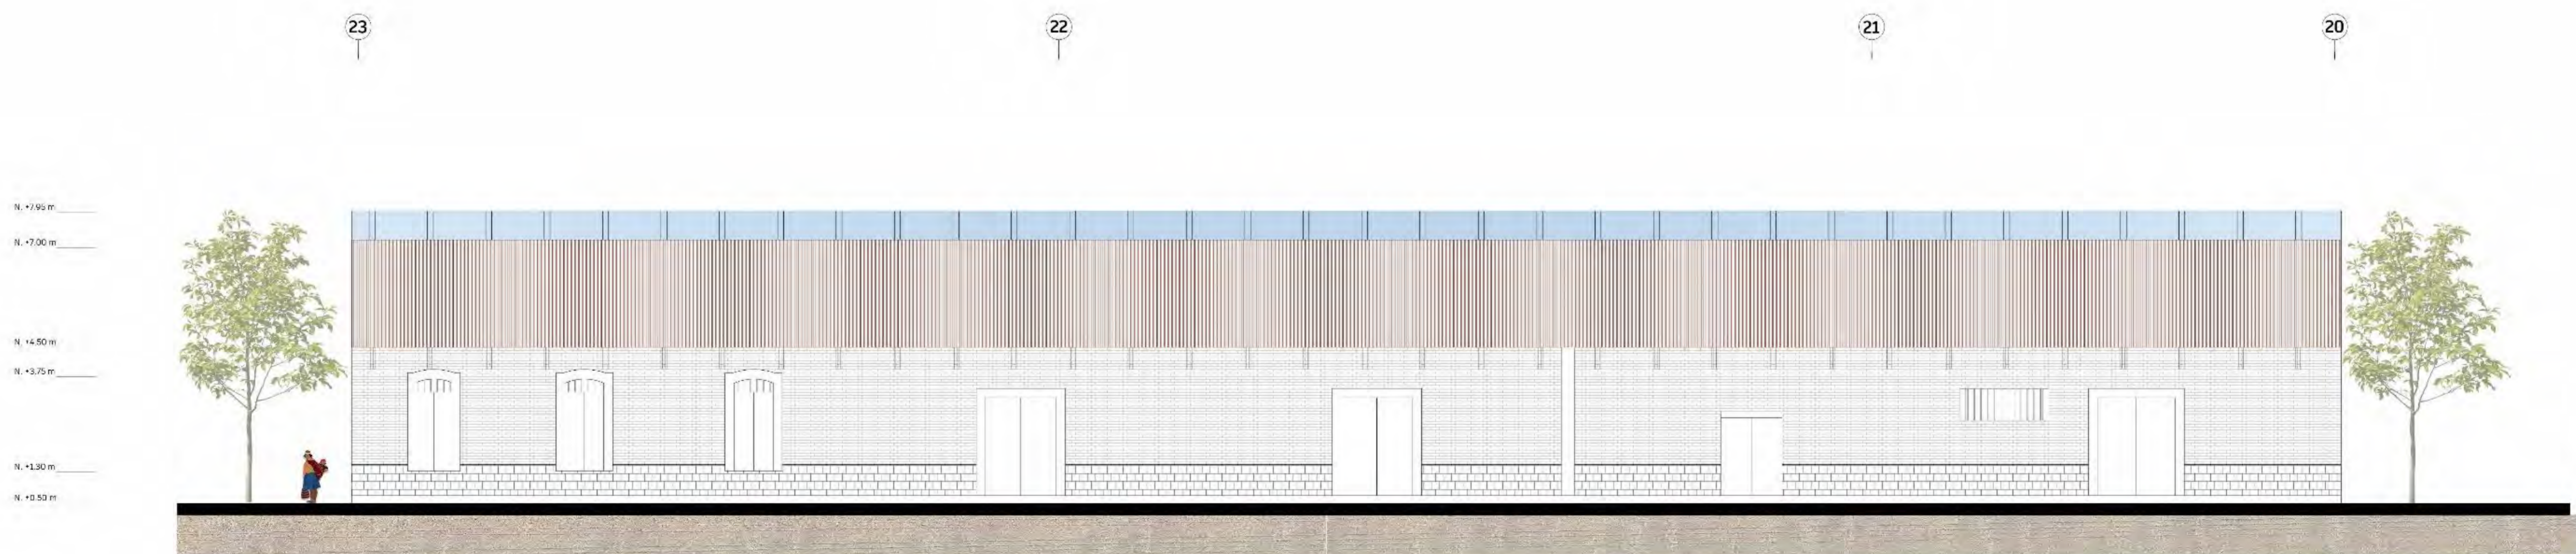 23 22 21 20
N. +7.95 m
N. +7.00 m
N. +4.50 m
N. +3.75 m
N. +1.30 m
N. +0.50 m